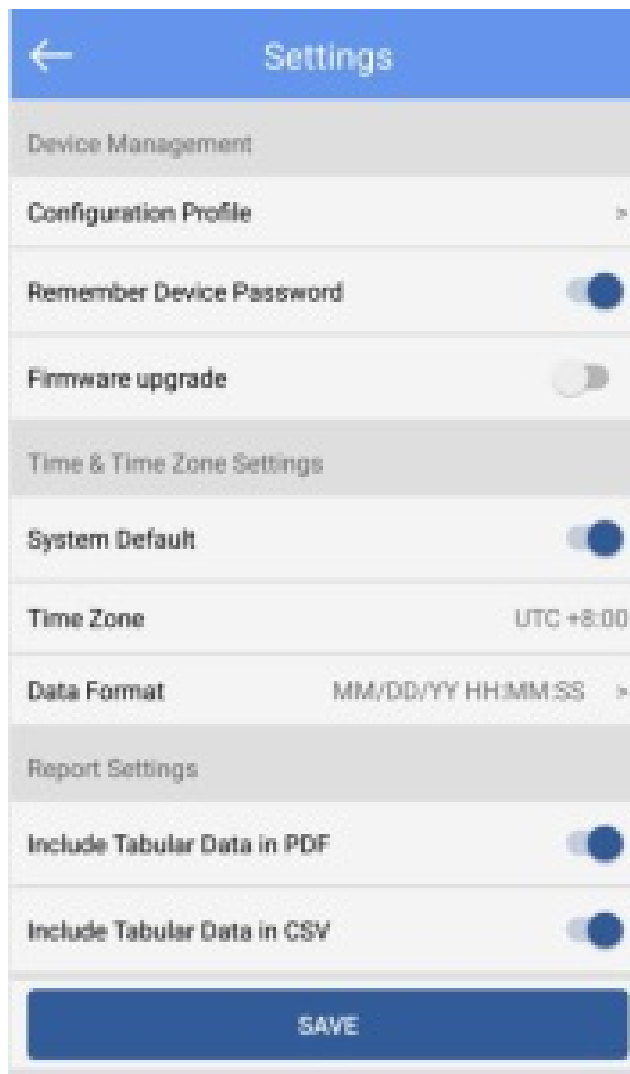 Settings
Device Management
Configuration Profile >
Remember Device Password
Firmware upgrade
Time & Time Zone Settings
System Default
Time Zone UTC +8:00
Data Format MM/DD/YY HH:MM:SS >
Report Settings
Include Tabular Data in PDF
Include Tabular Data in CSV
SAVE